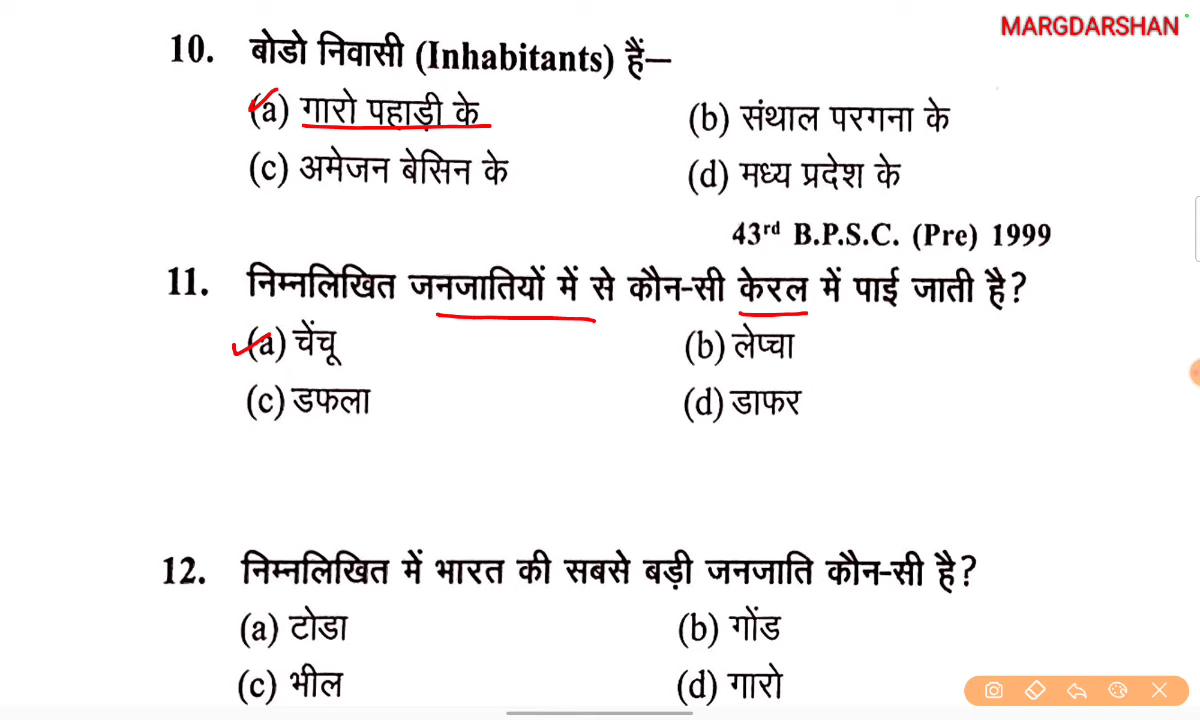 MARGDARSHAN
10. बोडो निवासी (Inhabitants) हैं—
(a) गारो पहाड़ी के (b) संथाल परगना के
(c) अमेजन बेसिन के (d) मध्य प्रदेश के
43rd B.P.S.C. (Pre) 1999
11. निम्नलिखित जनजातियों में से कौन-सी केरल में पाई जाती है?
(a) चेंचू (b) लेप्चा
(c) डफला (d) डाफर
12. निम्नलिखित में भारत की सबसे बड़ी जनजाति कौन-सी है?
(a) टोडा (b) गोंड
(c) भील (d) गारो